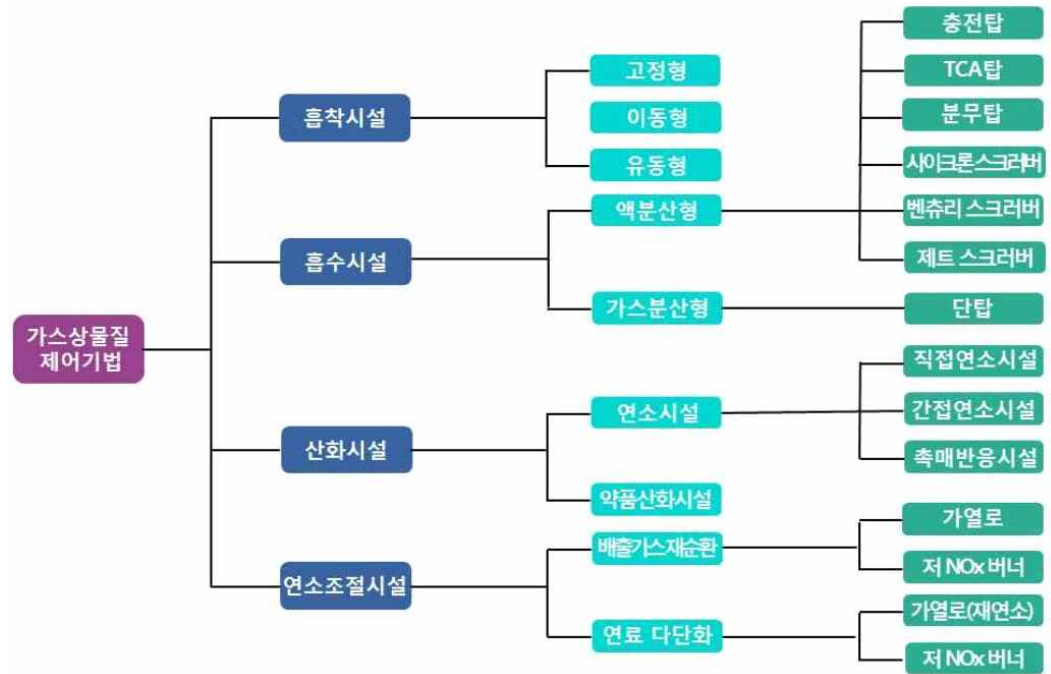 가스상물질
제어기법
흡착시설
고정형
이동형
유동형
흡수시설
액분산형
충전탑
TCA탑
분무탑
사이크론스크러버
벤츄리 스크러버
제트 스크러버
가스분산형
단탑
산화시설
연소시설
직접연소시설
간접연소시설
촉매반응시설
약품산화시설
연소조절시설
배출가스재순환
가열로
저 NOx 버너
연료 다단화
가열로(재연소)
저 NOx 버너